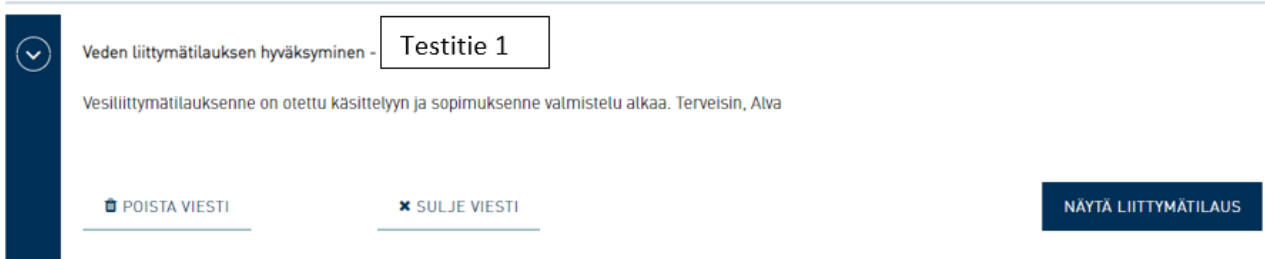 Veden liittymätilauksen hyväksyminen - Testitie 1
Vesiliittymätilauksenne on otettu käsittelyyn ja sopimuksenne valmistelu alkaa. Terveisin, Alva
POISTA VIESTI
SULJE VIESTI
NÄYTÄ LIITTYMÄTILAUS